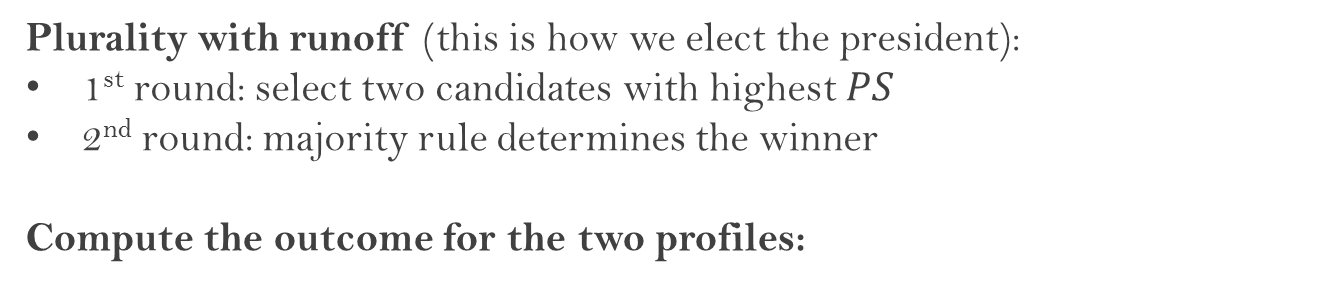 Plurality with runoff (this is how we elect the president):
• 1st round: select two candidates with highest PS
• 2nd round: majority rule determines the winner
Compute the outcome for the two profiles: